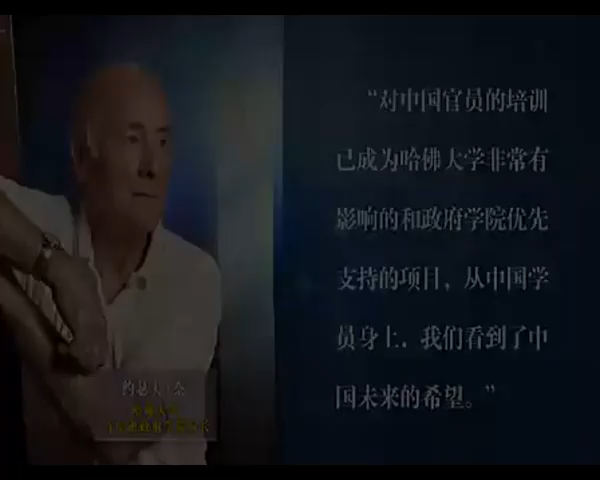 “对中国官员的培训
已成为哈佛大学非常有
影响的和政府学院优先
支持的项目，从中国学
员身上，我们看到了中
国未来的希望。”
约瑟夫·奈